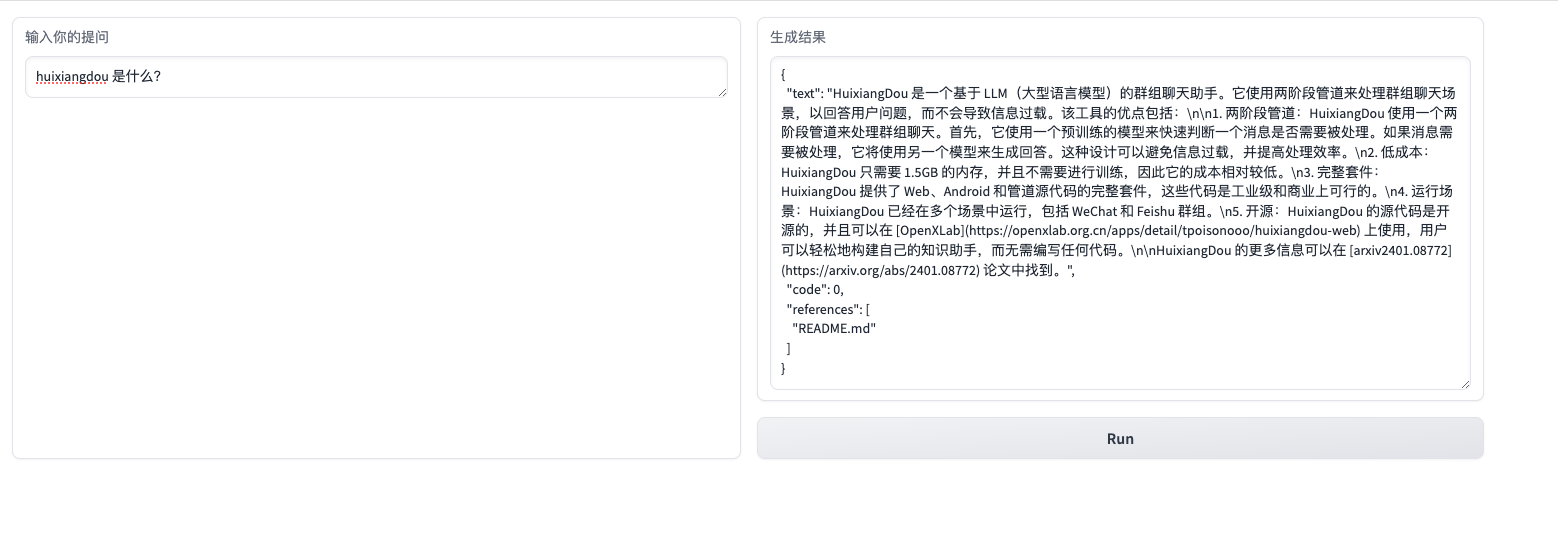 输入你的提问
huixiangdou 是什么?
生成结果
{
"text": "HuixiangDou 是一个基于 LLM（大型语言模型）的群组聊天助手。它使用两阶段管道来处理群组聊天场
景，以回答用户问题，而不会导致信息过载。该工具的优点包括：\n\n1. 两阶段管道：HuixiangDou 使用一个两
阶段管道来处理群组聊天。首先，它使用一个预训练的模型来快速判断一个消息是否需要被处理。如果消息需
要被处理，它将使用另一个模型来生成回答。这种设计可以避免信息过载，并提高处理效率。\n2. 低成本：
HuixiangDou 只需要 1.5GB 的内存，并且不需要进行训练，因此它的成本相对较低。\n3. 完整套件：
HuixiangDou 提供了 Web、Android 和管道源代码的完整套件，这些代码是工业级和商业上可行的。\n4. 运行场
景：HuixiangDou 已经在多个场景中运行，包括 WeChat 和 Feishu 群组。\n5. 开源：HuixiangDou 的源代码是开
源的，并且可以在 [OpenXLab](https://openxlab.org.cn/apps/detail/tpoisonooo/huixiangdou-web) 上使用，用户
可以轻松地构建自己的知识助手，而无需编写任何代码。\n\nHuixiangDou 的更多信息可以在 [arxiv2401.08772]
(https://arxiv.org/abs/2401.08772) 论文中找到。",
"code": 0,
"references": [
"README.md"
]
}
Run